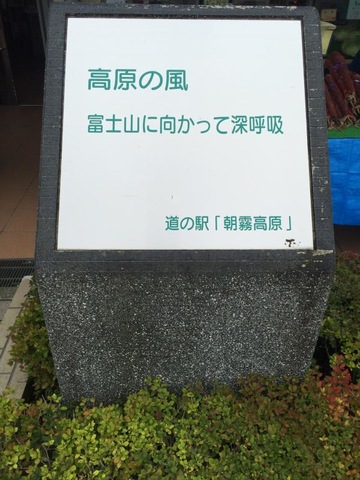 高原の風
富士山に向かって深呼吸
道の駅「朝霧高原」